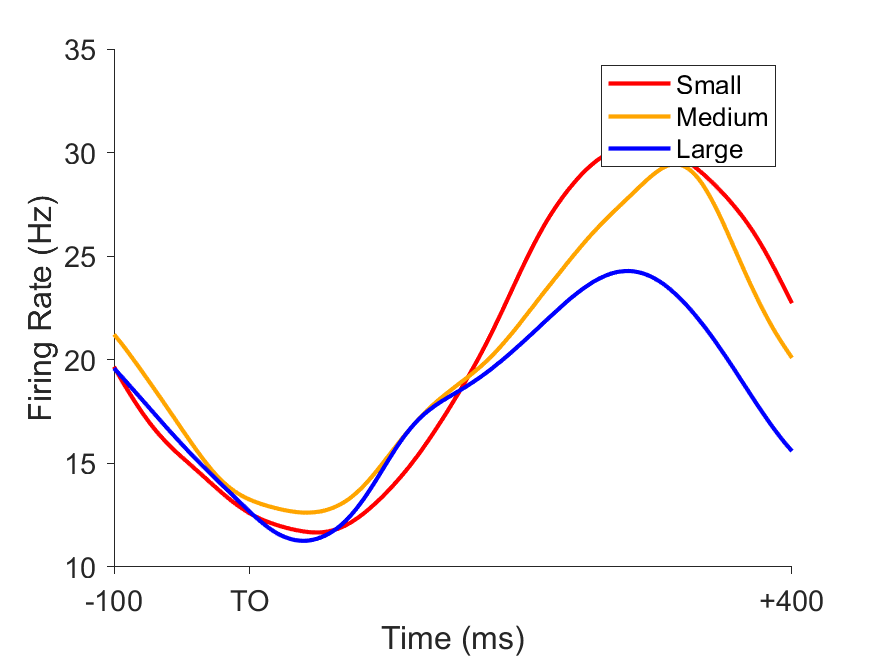 35
30
25
20
15
10
Firing Rate (Hz)
Small
Medium
Large
-100
TO
+400
Time (ms)